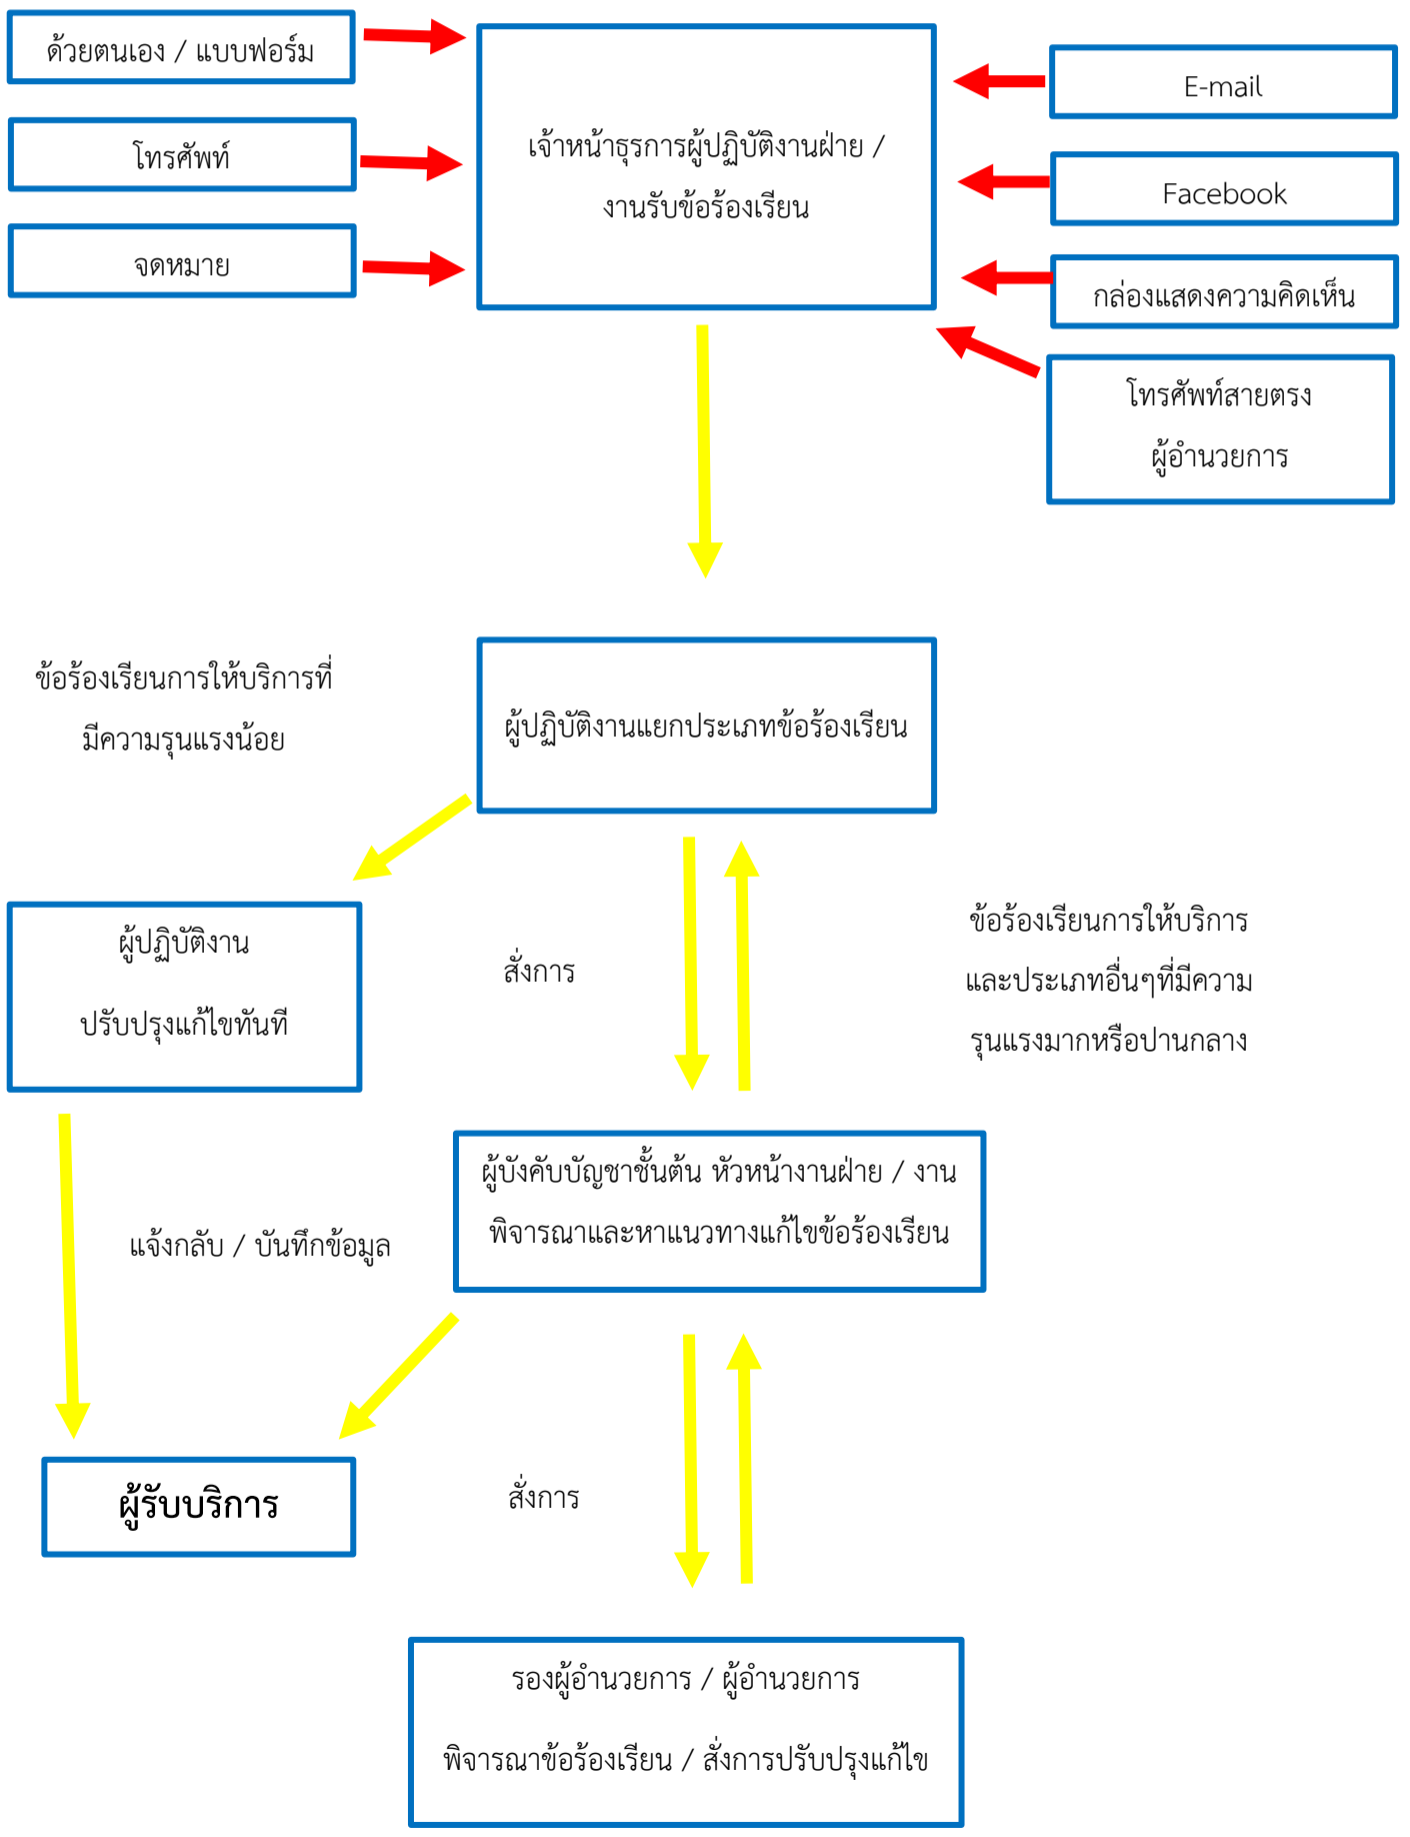 ด้วยตนเอง / แบบฟอร์ม
โทรศัพท์
จดหมาย
เจ้าหน้าธุรการผู้ปฏิบัติงานฝ่าย /
งานรับข้อร้องเรียน
E-mail
Facebook
กล่องแสดงความคิดเห็น
โทรศัพท์สายตรง
ผู้อำนวยการ
ข้อร้องเรียนการให้บริการที่
มีความรุนแรงน้อย
ผู้ปฏิบัติงานแยกประเภทข้อร้องเรียน
ผู้ปฏิบัติงาน
ปรับปรุงแก้ไขทันที
สั่งการ
ข้อร้องเรียนการให้บริการ
และประเภทอื่นๆที่มีความ
รุนแรงมากหรือปานกลาง
ผู้บังคับบัญชาชั้นต้น หัวหน้างานฝ่าย / งาน
พิจารณาและหาแนวทางแก้ไขข้อร้องเรียน
แจ้งกลับ / บันทึกข้อมูล
ผู้รับบริการ
สั่งการ
รองผู้อำนวยการ / ผู้อำนวยการ
พิจารณาข้อร้องเรียน / สั่งการปรับปรุงแก้ไข